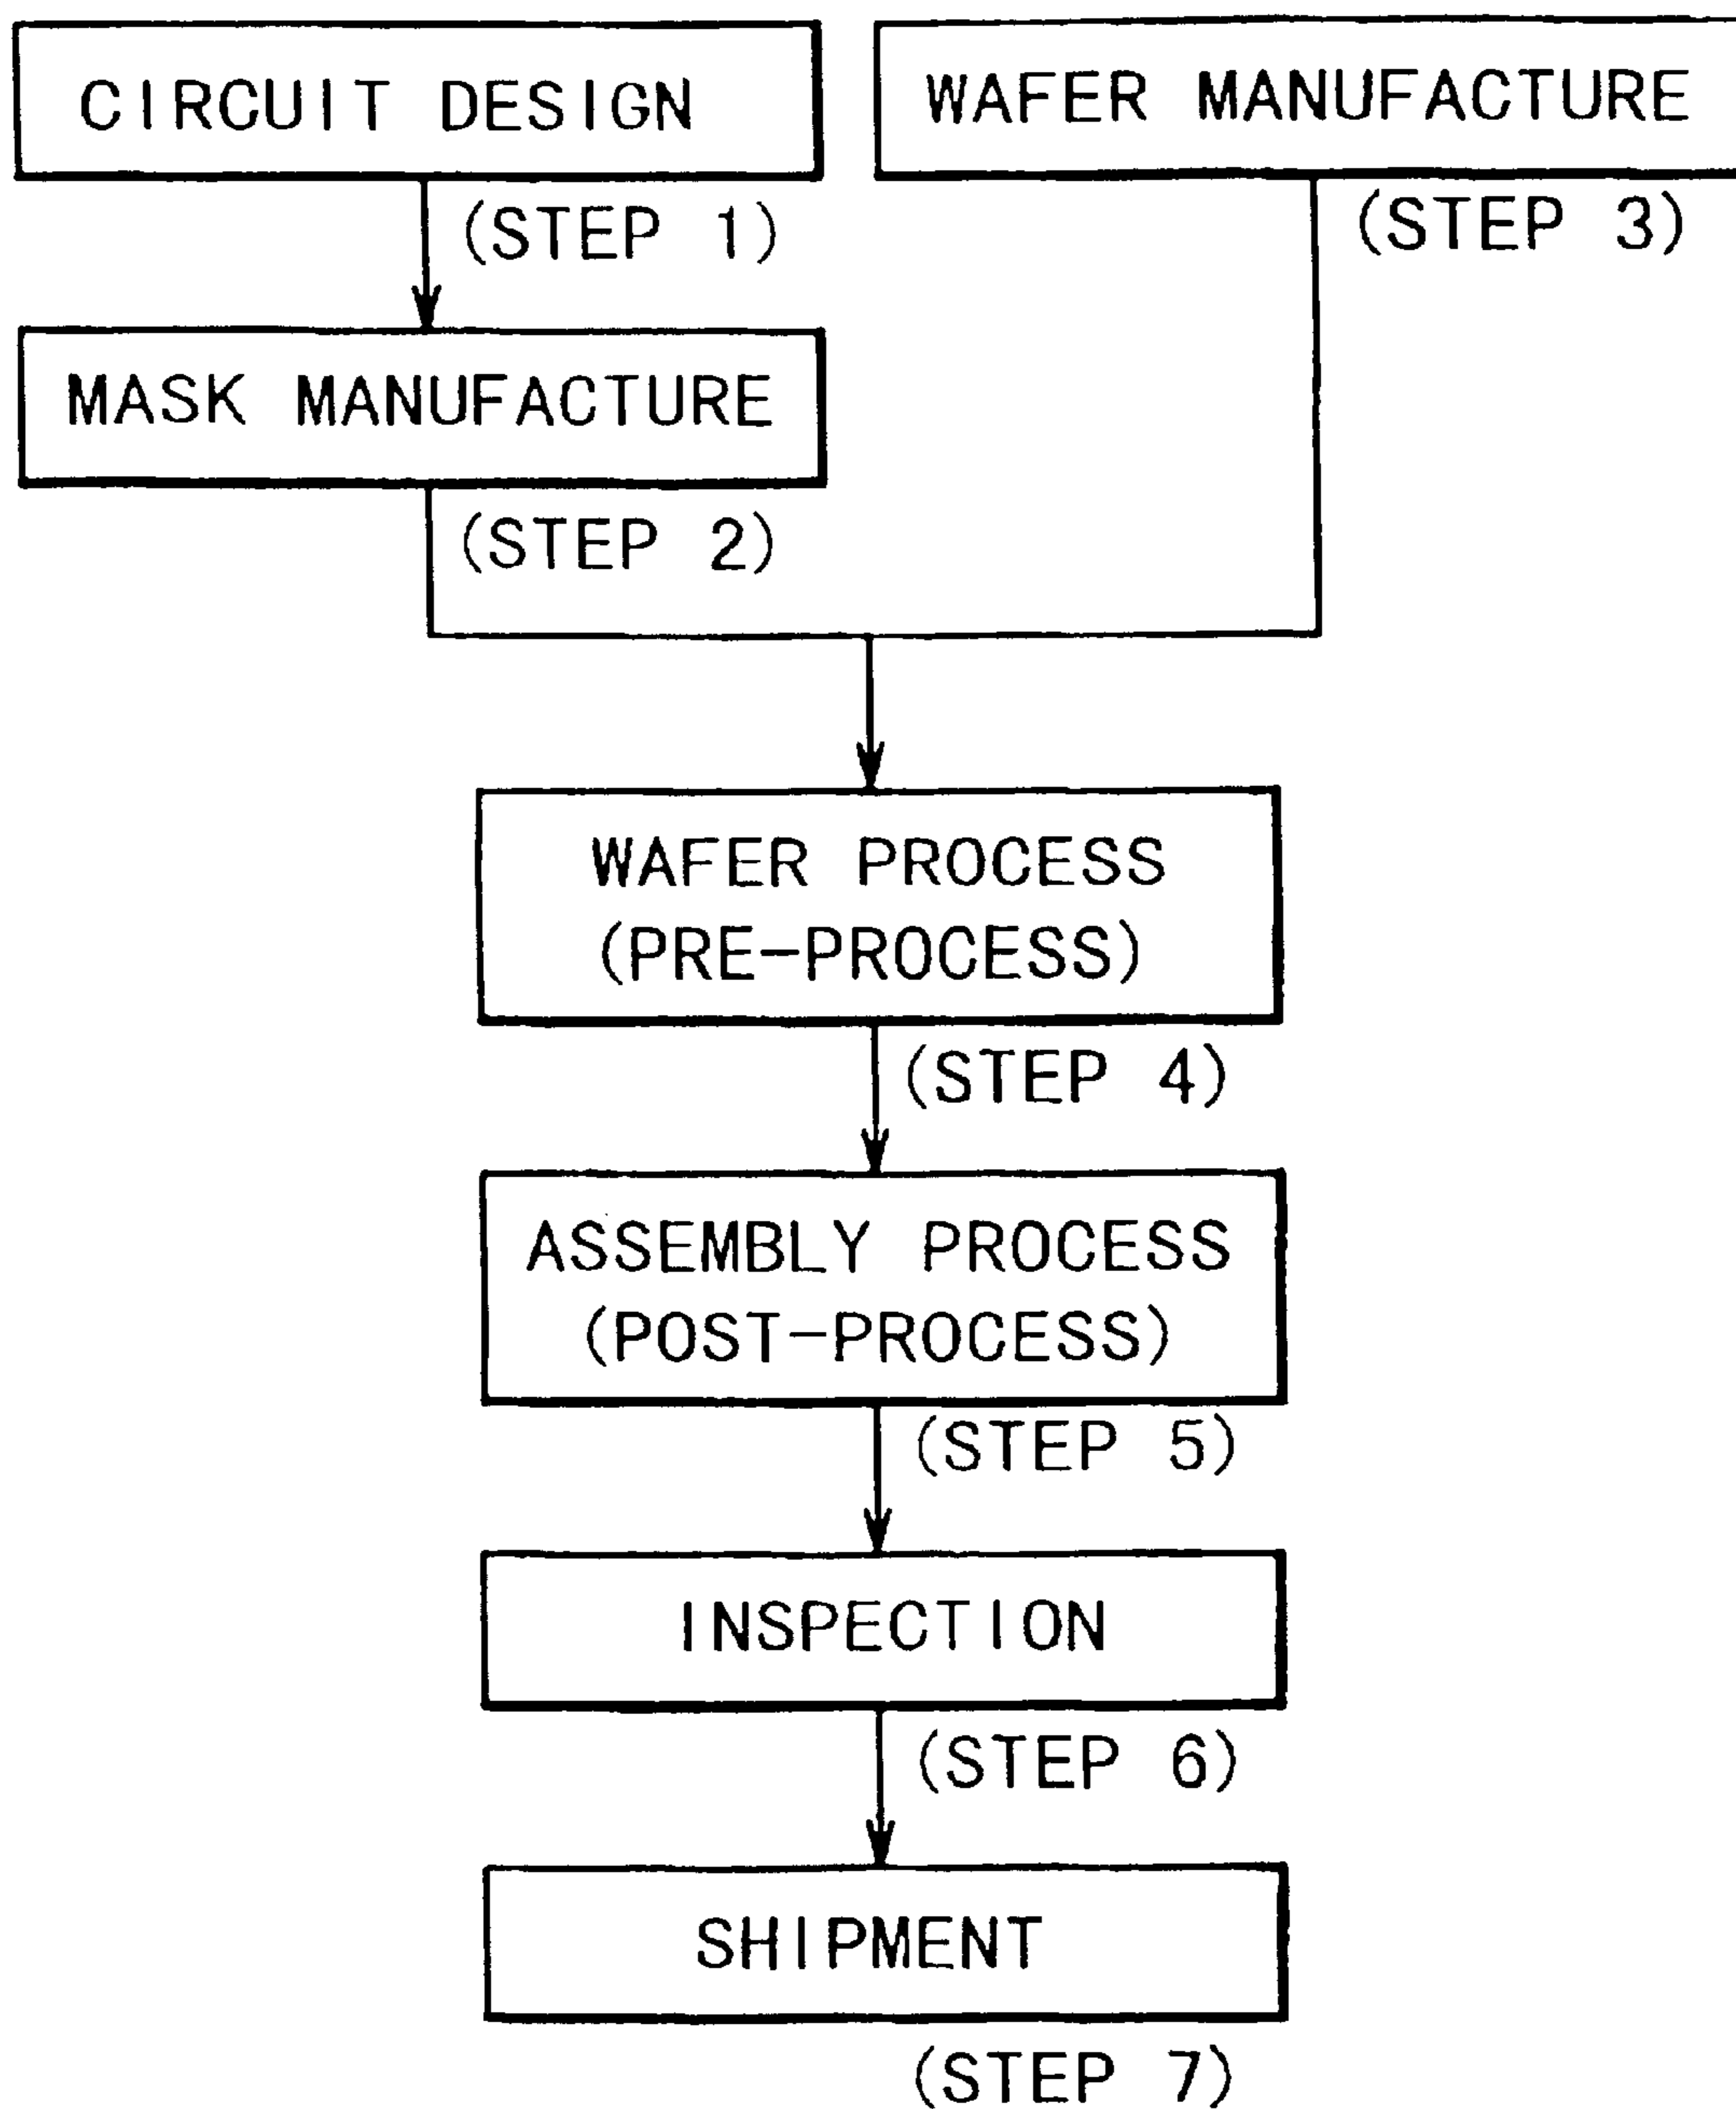 CIRCUIT DESIGN
(STEP 1)
WAFER MANUFACTURE
(STEP 3)
MASK MANUFACTURE
(STEP 2)
WAFER PROCESS
(PRE-PROCESS)
(STEP 4)
ASSEMBLY PROCESS
(POST-PROCESS)
(STEP 5)
INSPECTION
(STEP 6)
SHIPMENT
(STEP 7)